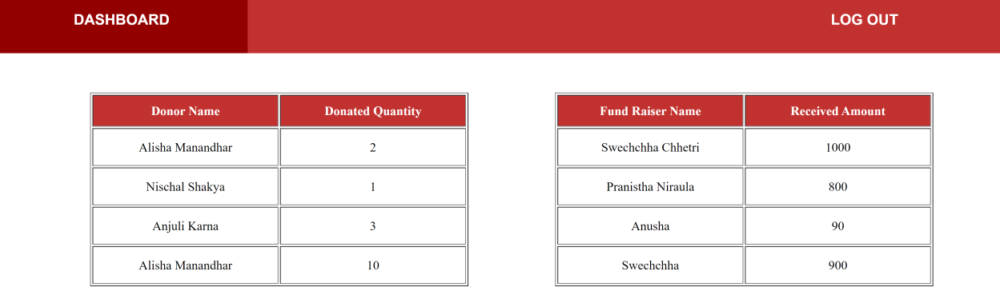 DASHBOARD LOG OUT
Donor Name Donated Quantity
Alisha Manandhar 2
Nischal Shakya 1
Anjuli Karna 3
Alisha Manandhar 10
Fund Raiser Name Received Amount
Swechchha Chhetri 1000
Pranistha Niraula 800
Anusha 90
Swechchha 900